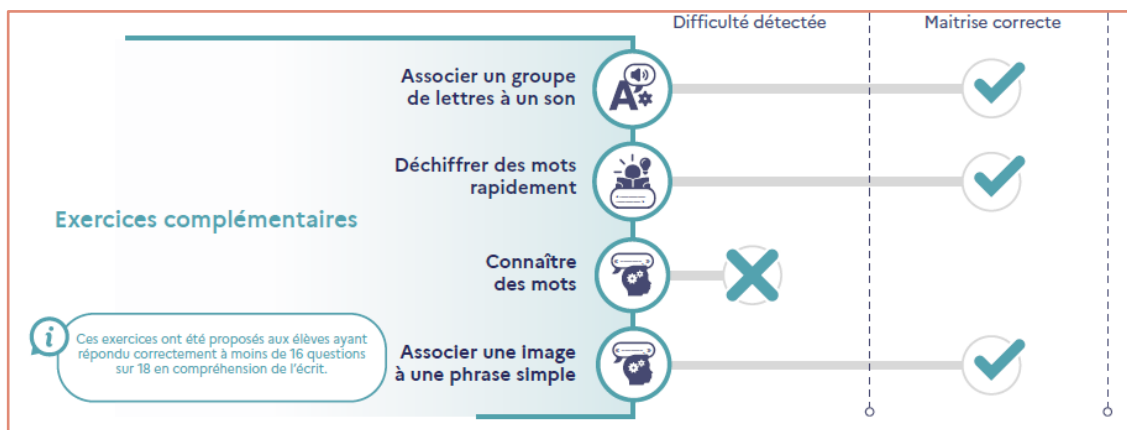 Difficulté détectée
Maitrise correcte
Associer un groupe
de lettres à un son
Déchiffrer des mots
rapidement
Exercices complémentaires
Connaître
des mots
Ces exercices ont été proposés aux élèves ayant
répondu correctement à moins de 16 questions
sur 18 en compréhension de l'écrit.
Associer une image
à une phrase simple